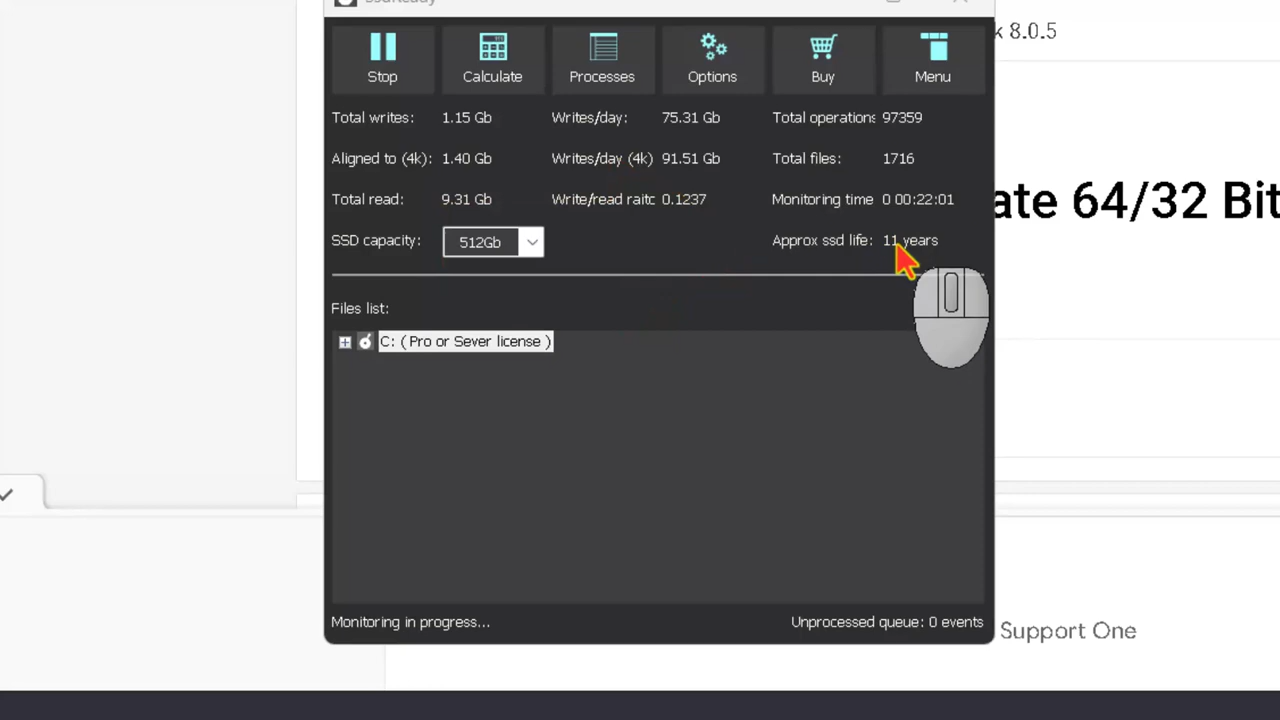 SsdReady
Stop
Calculate
Processes
Options
Buy
Menu
Total writes: 1.15 Gb Writes/day: 75.31 Gb Total operations 97359
Aligned to (4k): 1.40 Gb Writes/day (4k) 91.51 Gb Total files: 1716
Total read: 9.31 Gb Write/read raitc 0.1237 Monitoring time 0 00:22:01
SSD capacity: 512Gb Approx ssd life: 11 years
Files list:
C: ( Pro or Sever license )
Monitoring in progress... Unprocessed queue: 0 events
k 8.0.5
ate 64/32 Bit
Support One